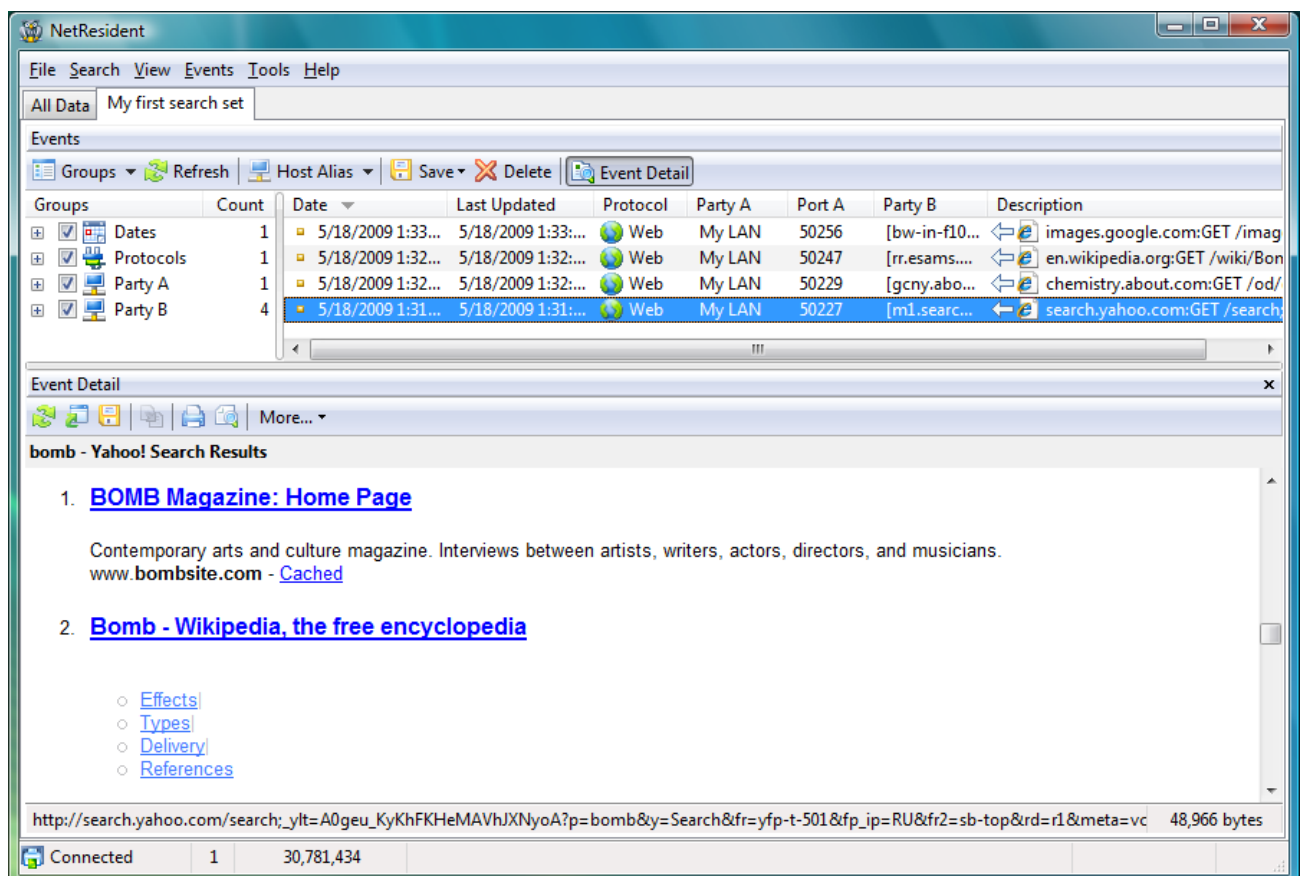 NetResident
File Search View Events Tools Help
All Data My first search set
Events
Groups Refresh Host Alias Save Delete Event Detail
Groups Count Date Last Updated Protocol Party A Port A Party B Description
Dates 1 5/18/2009 1:33... 5/18/2009 1:33:... Web My LAN 50256 [bw-in-f10... images.google.com:GET /imag
Protocols 1 5/18/2009 1:32... 5/18/2009 1:32:... Web My LAN 50247 [rr.esams.... en.wikipedia.org:GET /wiki/Bon
Party A 1 5/18/2009 1:32... 5/18/2009 1:32:... Web My LAN 50229 [gcny.abo... chemistry.about.com:GET /od/
Party B 4 5/18/2009 1:31... 5/18/2009 1:31:... Web My LAN 50227 [m1.searc... search.yahoo.com:GET /search;
Event Detail
More...
bomb - Yahoo! Search Results
1. BOMB Magazine: Home Page
Contemporary arts and culture magazine. Interviews between artists, writers, actors, directors, and musicians.
www.bombsite.com - Cached
2. Bomb - Wikipedia, the free encyclopedia
Effects|
Types|
Delivery|
References
http://search.yahoo.com/search;_ylt=A0geu_KyKhFKHeMAVhJXNyoA?p=bomb&y=Search&fr=yfp-t-501&fp_ip=RU&fr2=sb-top&rd=r1&meta=vc 48,966 bytes
Connected 1 30,781,434